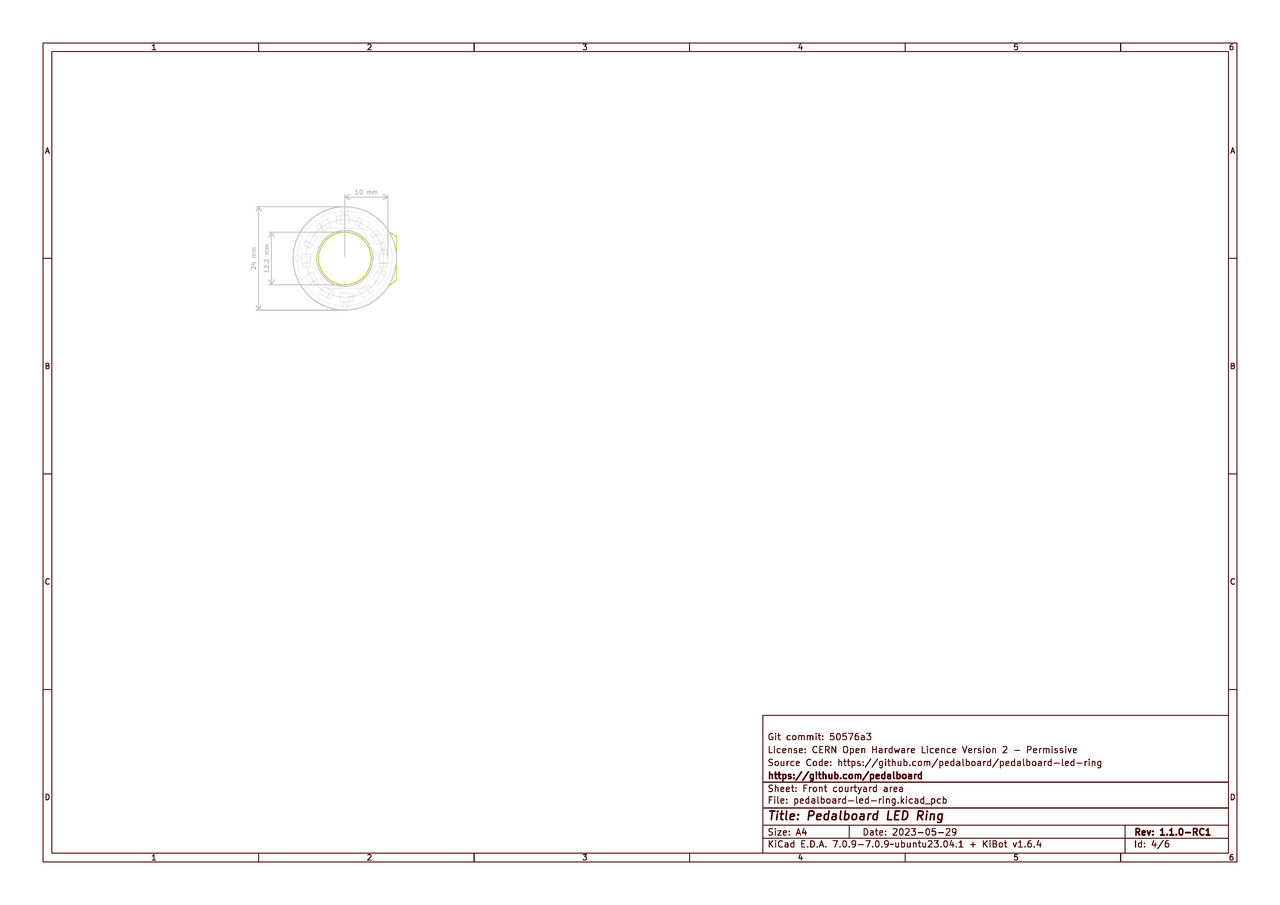 1 2 3 4 5 6
A A
10 mm
24 mm
12.2 mm
B B
C C
Git commit: 50576a3
License: CERN Open Hardware Licence Version 2 - Permissive
Source Code: https://github.com/pedalboard/pedalboard-led-ring
https://github.com/pedalboard
Sheet: Front courtyard area
D D
File: pedalboard-led-ring.kicad_pcb
Title: Pedalboard LED Ring
Size: A4 Date: 2023-05-29 Rev: 1.1.0-RC1
KiCad E.D.A. 7.0.9-7.0.9~ubuntu23.04.1 + KiBot v1.6.4 Id: 4/6
1 2 3 4 5 6